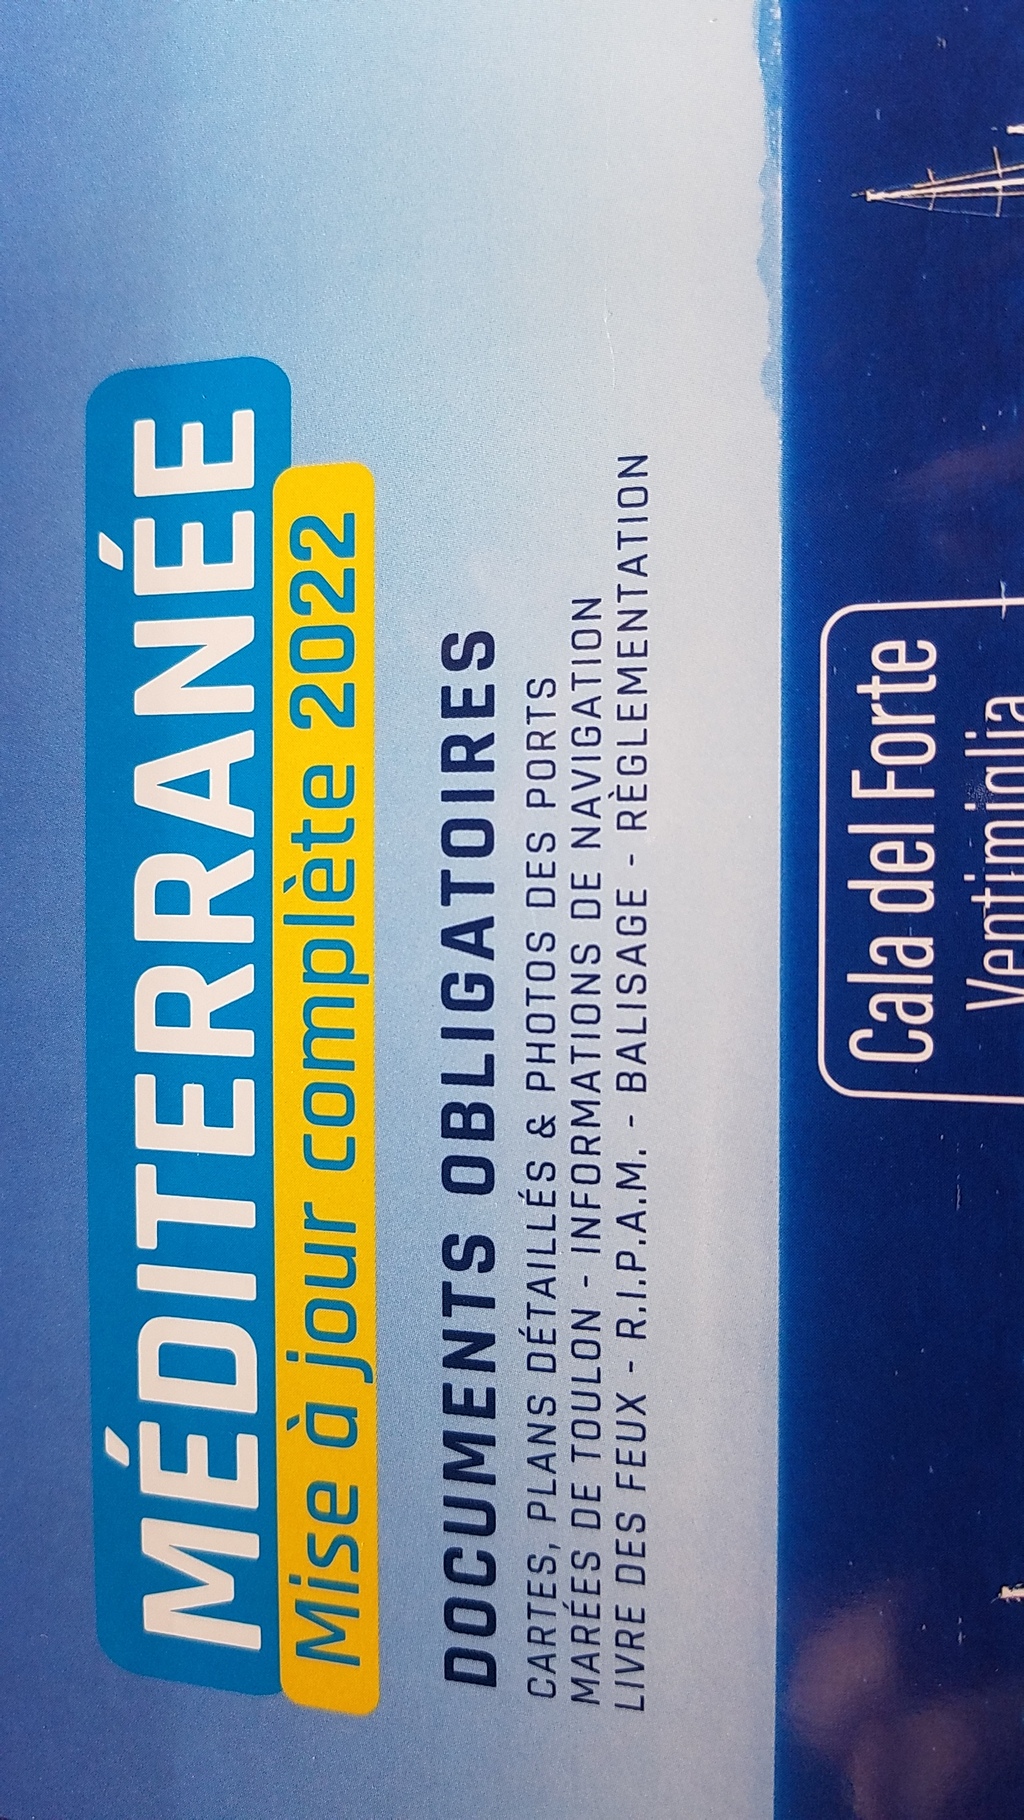 MÉDITERRANÉE
Mise à jour complète 2022
DOCUMENTS OBLIGATOIRES
CARTES, PLANS DÉTAILLÉS & PHOTOS DES PORTS
MARÉES DE TOULON - INFORMATIONS DE NAVIGATION
LIVRE DES FEUX - R.I.P.A.M. - BALISAGE - RÈGLEMENTATION
Cala del Forte
Ventimiglia